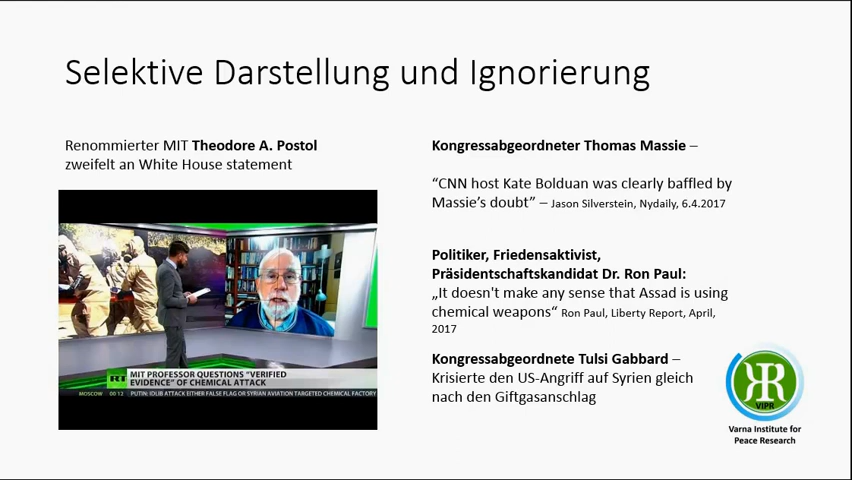 Selektive Darstellung und Ignorierung
Renommierter MIT Theodore A. Postol
zweifelt an White House statement
RT
MIT PROFESSOR QUESTIONS "VERIFIED
EVIDENCE" OF CHEMICAL ATTACK
MOSCOW 00 12 PUTIN: IDLIB ATTACK EITHER FALSE FLAG OR SYRIAN AVIATION TARGETED CHEMICAL FACTORY
Kongressabgeordneter Thomas Massie –
“CNN host Kate Bolduan was clearly baffled by
Massie’s doubt” – Jason Silverstein, Nydaily, 6.4.2017
Politiker, Friedensaktivist,
Präsidentschaftskandidat Dr. Ron Paul:
„It doesn't make any sense that Assad is using
chemical weapons“ Ron Paul, Liberty Report, April,
2017
Kongressabgeordnete Tulsi Gabbard –
Krisierte den US-Angriff auf Syrien gleich
nach den Giftgasanschlag
VIPR
Varna Institute for
Peace Research